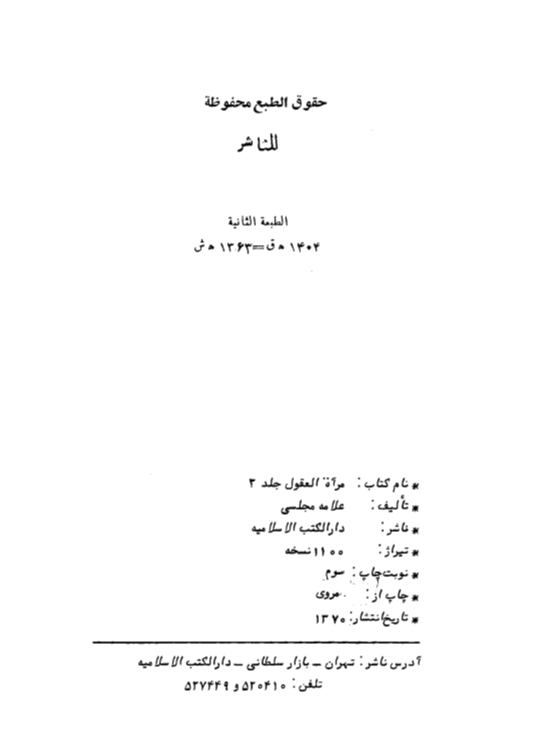 حقوق الطبع محفوظة
للناشر
الطبعة الثانية
۱۴۰۴ ه ق=۱۳۶۳ ه ش
* نام کتاب: مرآة العقول جلد ۳
* تألیف: علامه مجلسی
* ناشر: دارالکتب الاسلامیه
* تیراژ: ۱۱۰۰ نسخه
* نوبت چاپ: سوم
* چاپ از: مروی
* تاریخ انتشار: ۱۳۷۰
آدرس ناشر: تهران – بازار سلطانی – دارالکتب الاسلامیه
تلفن: ۵۲۰۴۱۰ و ۵۲۷۴۴۹